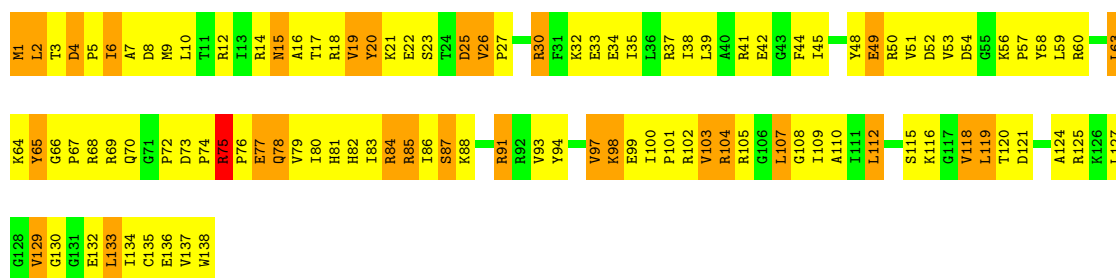 M1 L2 T3 D4 P5 I6 A7 D8 M9 L10 T11 R12 I13 R14 N15 A16 T17 R18 V19 Y20 K21 E22 S23 T24 D25 V26 P27 R30 F31 K32 E33 E34 I35 L36 R37 I38 L39 A40 R41 E42 G43 F44 I45 Y48 E49 R50 V51 D52 V53 D54 G55 K56 P57 Y58 L59 R60 L63
K64 Y65 G66 P67 R68 R69 Q70 G71 P72 D73 P74 R75 P76 E77 Q78 V79 I80 H81 H82 I83 R84 R85 I86 S87 K88 R91 R92 V93 Y94 V97 K98 E99 I100 P101 R102 V103 R104 R105 G106 L107 G108 I109 A110 I111 L112 S115 K116 G117 V118 L119 T120 D121 A124 R125 K126 L127
G128 V129 G130 G131 E132 L133 I134 C135 E136 V137 W138